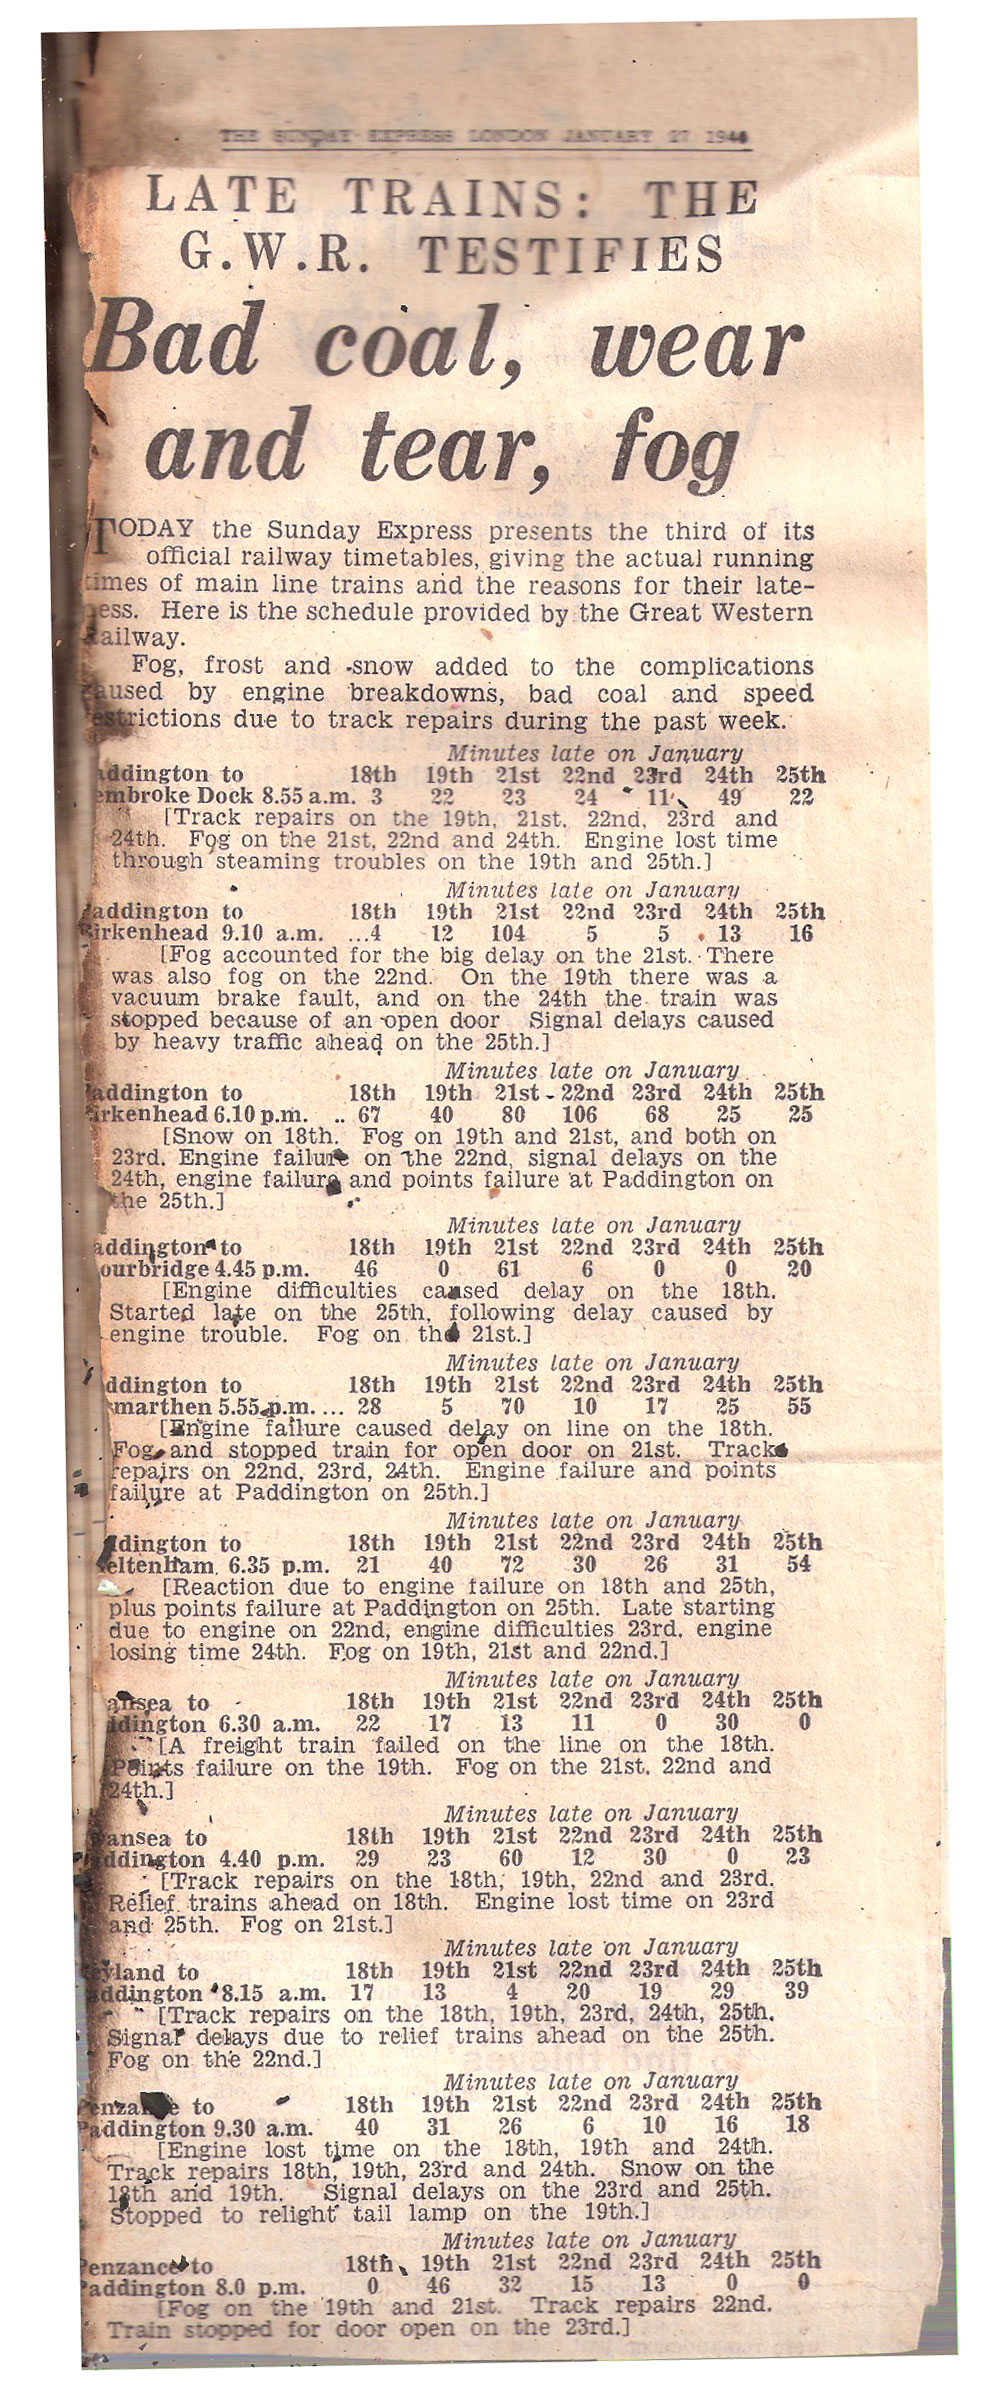 THE SUNDAY EXPRESS LONDON JANUARY 27 1946
LATE TRAINS: THE
G.W.R. TESTIFIES
Bad coal, wear
and tear, fog
TODAY the Sunday Express presents the third of its
official railway timetables, giving the actual running
times of main line trains and the reasons for their late-
ness. Here is the schedule provided by the Great Western
Railway.
Fog, frost and snow added to the complications
caused by engine breakdowns, bad coal and speed
restrictions due to track repairs during the past week.
Minutes late on January
addington to 18th 19th 21st 22nd 23rd 24th 25th
embroke Dock 8.55 a.m. 3 22 23 24 11 49 22
[Track repairs on the 19th, 21st, 22nd, 23rd and
24th. Fog on the 21st, 22nd and 24th. Engine lost time
through steaming troubles on the 19th and 25th.]
Minutes late on January
Paddington to 18th 19th 21st 22nd 23rd 24th 25th
Birkenhead 9.10 a.m. ...4 12 104 5 5 13 16
[Fog accounted for the big delay on the 21st. There
was also fog on the 22nd. On the 19th there was a
vacuum brake fault, and on the 24th the train was
stopped because of an open door Signal delays caused
by heavy traffic ahead on the 25th.]
Minutes late on January
Paddington to 18th 19th 21st 22nd 23rd 24th 25th
irkenhead 6.10 p.m. .. 67 40 80 106 68 25 25
[Snow on 18th. Fog on 19th and 21st, and both on
23rd. Engine failure on the 22nd, signal delays on the
24th, engine failure and points failure at Paddington on
the 25th.]
Minutes late on January
addington to 18th 19th 21st 22nd 23rd 24th 25th
ourbridge 4.45 p.m. 46 0 61 6 0 0 20
[Engine difficulties caused delay on the 18th.
Started late on the 25th, following delay caused by
engine trouble. Fog on the 21st.]
Minutes late on January
ddington to 18th 19th 21st 22nd 23rd 24th 25th
marthen 5.55 p.m. ... 28 5 70 10 17 25 55
[Engine failure caused delay on line on the 18th.
Fog and stopped train for open door on 21st. Track
repairs on 22nd, 23rd, 24th. Engine failure and points
failure at Paddington on 25th.]
Minutes late on January
ddington to 18th 19th 21st 22nd 23rd 24th 25th
eltenham 6.35 p.m. 21 40 72 30 26 31 54
[Reaction due to engine failure on 18th and 25th,
plus points failure at Paddington on 25th. Late starting
due to engine on 22nd, engine difficulties 23rd, engine
losing time 24th. Fog on 19th, 21st and 22nd.]
Minutes late on January
ansea to 18th 19th 21st 22nd 23rd 24th 25th
ddington 6.30 a.m. 22 17 13 11 0 30 0
[A freight train failed on the line on the 18th.
Points failure on the 19th. Fog on the 21st, 22nd and
24th.]
Minutes late on January
wansea to 18th 19th 21st 22nd 23rd 24th 25th
addington 4.40 p.m. 29 23 60 12 30 0 23
[Track repairs on the 18th, 19th, 22nd and 23rd.
Relief trains ahead on 18th. Engine lost time on 23rd
and 25th. Fog on 21st.]
Minutes late on January
eyland to 18th 19th 21st 22nd 23rd 24th 25th
addington 8.15 a.m. 17 13 4 20 19 29 39
[Track repairs on the 18th, 19th, 23rd, 24th, 25th.
Signal delays due to relief trains ahead on the 25th.
Fog on the 22nd.]
Minutes late on January
Penzance to 18th 19th 21st 22nd 23rd 24th 25th
Paddington 9.30 a.m. 40 31 26 6 10 16 18
[Engine lost time on the 18th, 19th and 24th.
Track repairs 18th, 19th, 23rd and 24th. Snow on the
18th and 19th. Signal delays on the 23rd and 25th.
Stopped to relight tail lamp on the 19th.]
Minutes late on January
Penzance to 18th 19th 21st 22nd 23rd 24th 25th
Paddington 8.0 p.m. 0 46 32 15 13 0 0
[Fog on the 19th and 21st. Track repairs 22nd.
Train stopped for door open on the 23rd.]